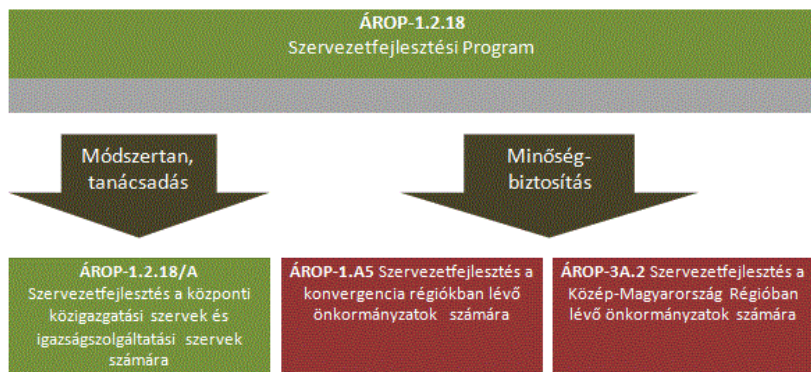 ÁROP-1.2.18
Szervezetfejlesztési Program
Módszertan,
tanácsadás
Minőség-
biztosítás
ÁROP-1.2.18/A
Szervezetfejlesztés a központi
közigazgatási szervek és
igazságszolgáltatási szervek
számára
ÁROP-1.A5 Szervezetfejlesztés a
konvergencia régiókban lévő
önkormányzatok számára
ÁROP-3A.2 Szervezetfejlesztés a
Közép-Magyarország Régióban
lévő önkormányzatok számára